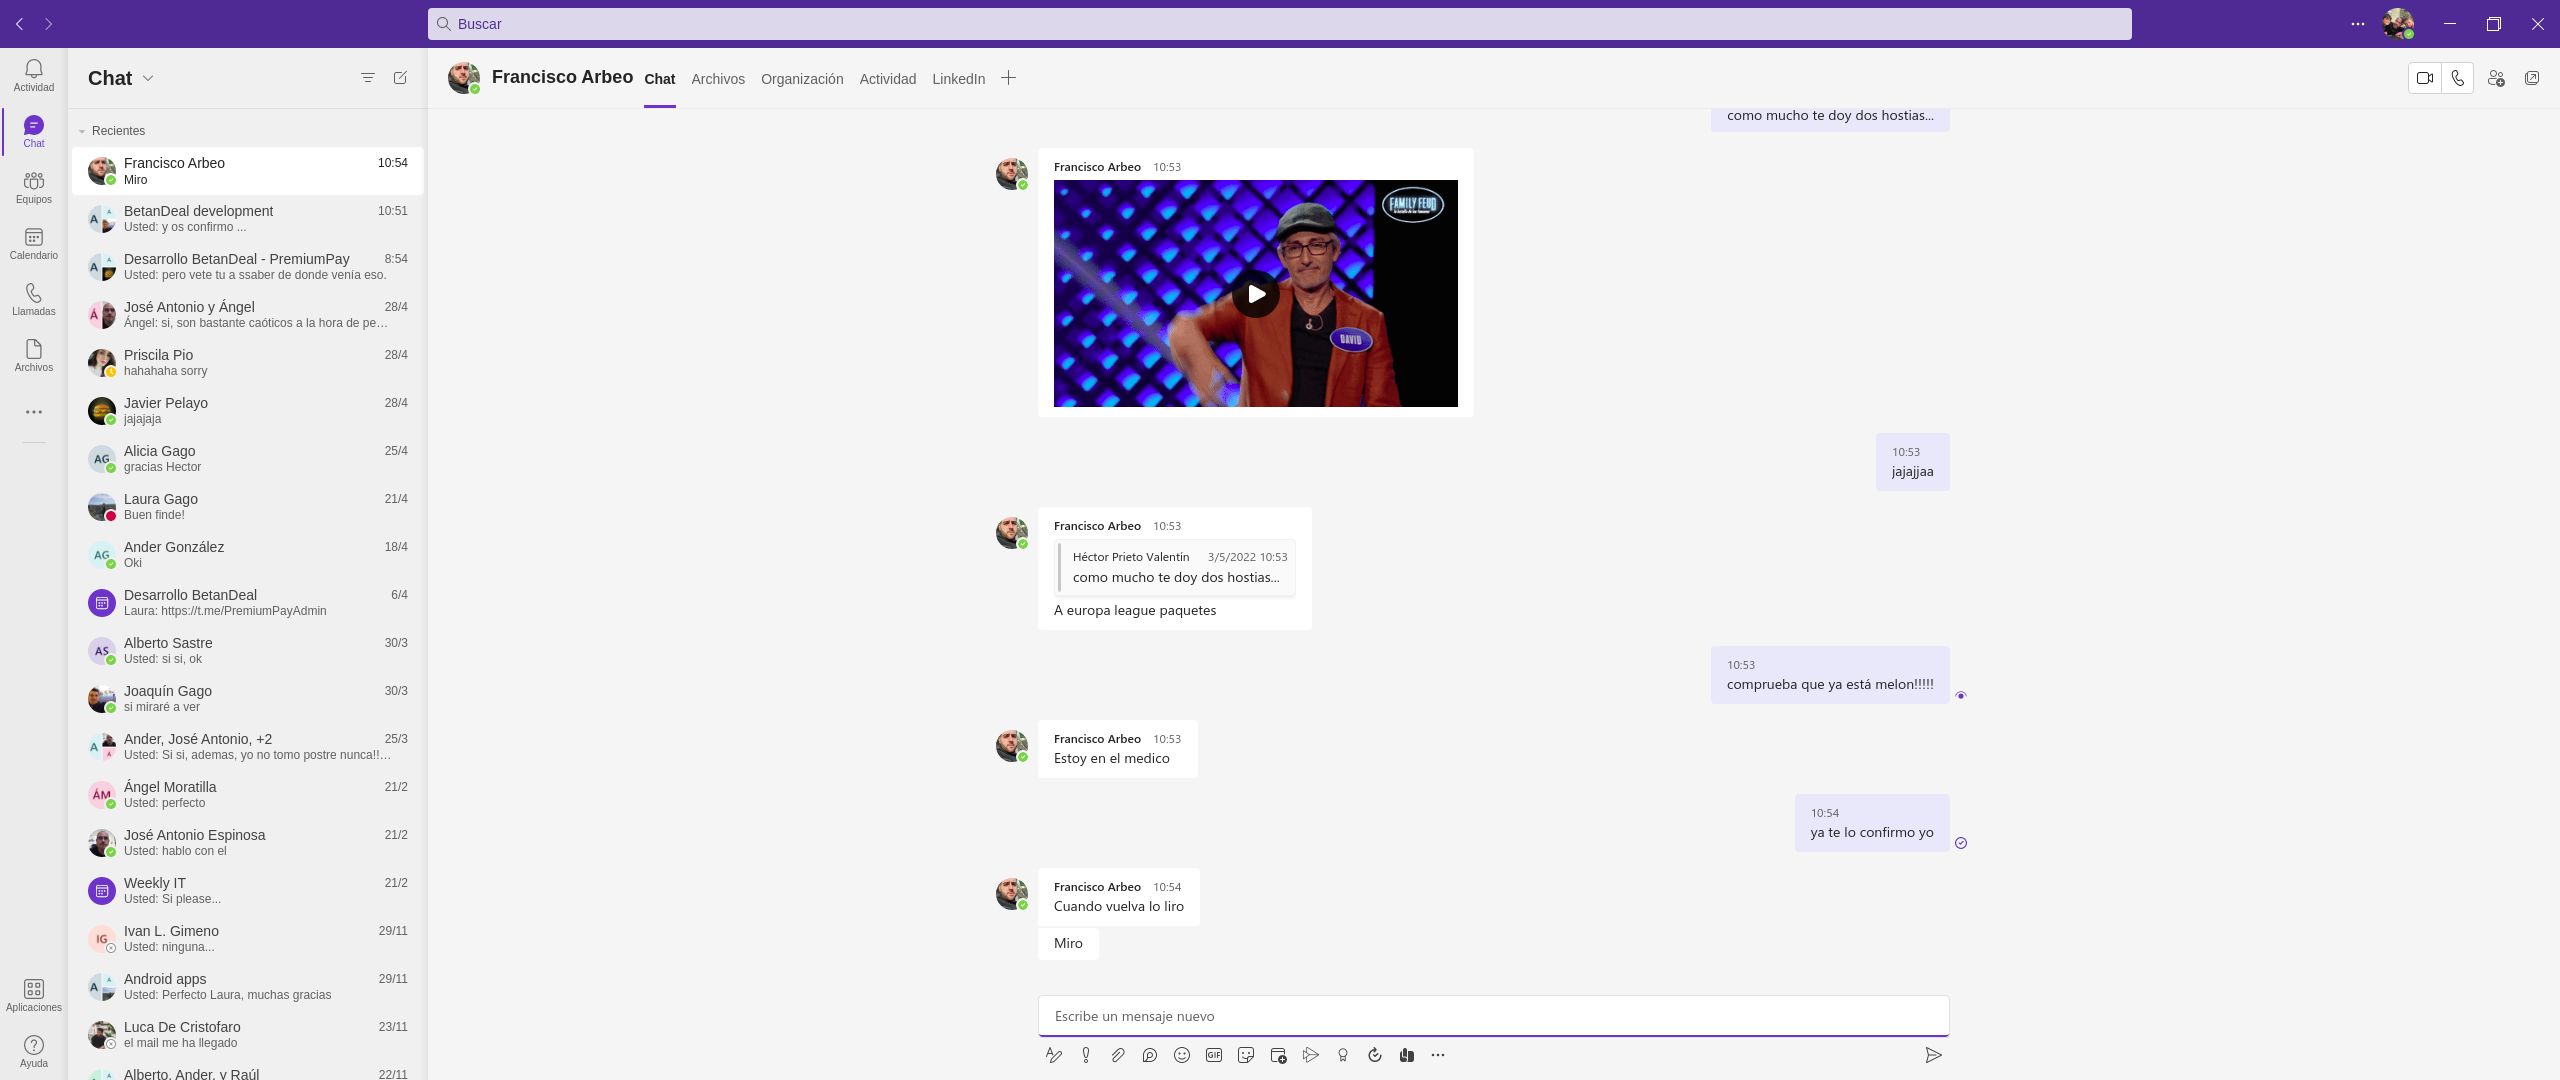 Buscar
Actividad
Chat
Equipos
Calendario
Llamadas
Archivos
Aplicaciones
Ayuda
Chat
Recientes
Francisco Arbeo 10:54
Miro
BetanDeal development 10:51
Usted: y os confirmo ...
Desarrollo BetanDeal - PremiumPay 8:54
Usted: pero vete tu a ssaber de donde venía eso.
José Antonio y Ángel 28/4
Ángel: si, son bastante caóticos a la hora de pe…
Priscila Pio 28/4
hahahaha sorry
Javier Pelayo 28/4
jajajaja
AG
Alicia Gago 25/4
gracias Hector
Laura Gago 21/4
Buen finde!
AG
Ander González 18/4
Oki
Desarrollo BetanDeal 6/4
Laura: https://t.me/PremiumPayAdmin
AS
Alberto Sastre 30/3
Usted: si si, ok
Joaquín Gago 30/3
si miraré a ver
Ander, José Antonio, +2 25/3
Usted: Si si, ademas, yo no tomo postre nunca!!…
ÁM
Ángel Moratilla 21/2
Usted: perfecto
José Antonio Espinosa 21/2
Usted: hablo con el
Weekly IT 21/2
Usted: Si please...
IG
Ivan L. Gimeno 29/11
Usted: ninguna...
Android apps 29/11
Usted: Perfecto Laura, muchas gracias
Luca De Cristofaro 23/11
el mail me ha llegado
Alberto, Ander, y Raúl 22/11
Francisco Arbeo Chat Archivos Organización Actividad LinkedIn
como mucho te doy dos hostias...
Francisco Arbeo 10:53
FAMILY FEUD
DAVID
10:53
jajajjaa
Francisco Arbeo 10:53
Héctor Prieto Valentín 3/5/2022 10:53
como mucho te doy dos hostias...
A europa league paquetes
10:53
comprueba que ya está melon!!!!!
Francisco Arbeo 10:53
Estoy en el medico
10:54
ya te lo confirmo yo
Francisco Arbeo 10:54
Cuando vuelva lo liro
Miro
Escribe un mensaje nuevo
GIF